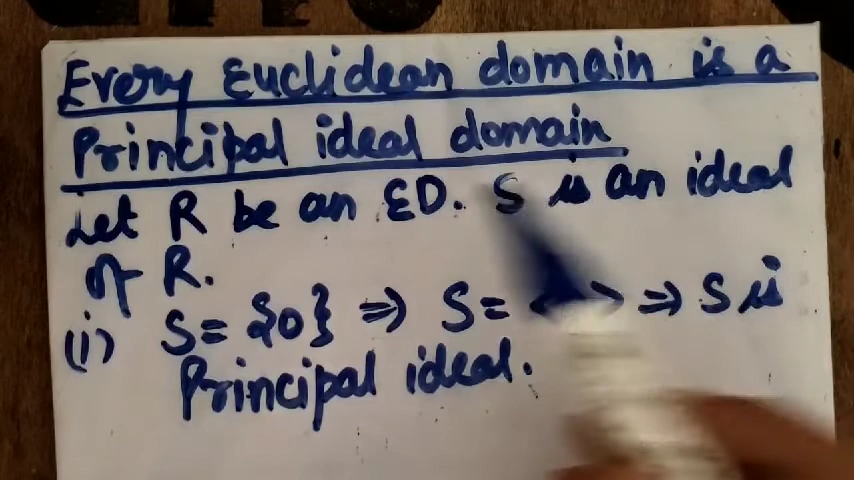 Every Euclidean domain is a
Principal ideal domain
Let R be an ED. S is an ideal
of R.
(i) S = {0} ⇒ S = < > ⇒ S is
Principal ideal.